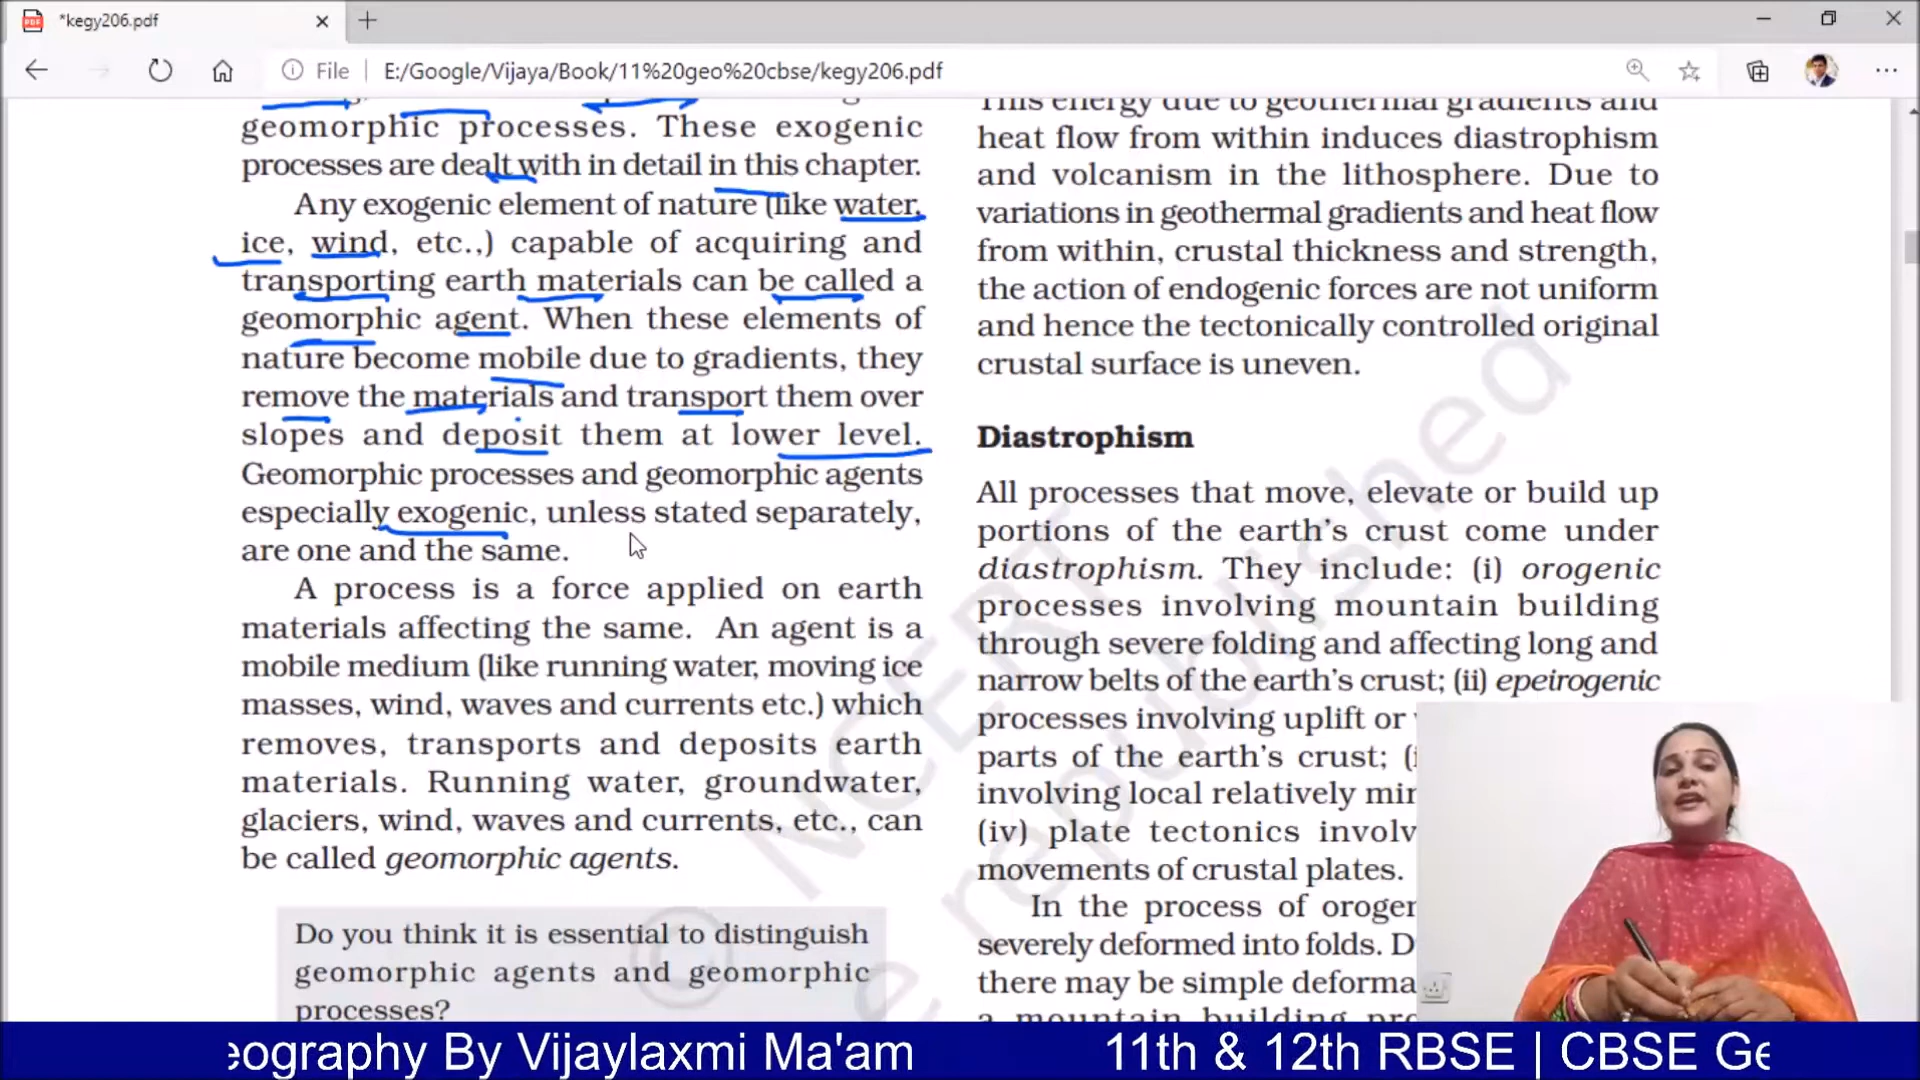 *kegy206.pdf
File
E:/Google/Vijaya/Book/11%20geo%20cbse/kegy206.pdf
geomorphic processes. These exogenic
processes are dealt with in detail in this chapter.
Any exogenic element of nature (like water,
ice, wind, etc.,) capable of acquiring and
transporting earth materials can be called a
geomorphic agent. When these elements of
nature become mobile due to gradients, they
remove the materials and transport them over
slopes and deposit them at lower level.
Geomorphic processes and geomorphic agents
especially exogenic, unless stated separately,
are one and the same.
A process is a force applied on earth
materials affecting the same. An agent is a
mobile medium (like running water, moving ice
masses, wind, waves and currents etc.) which
removes, transports and deposits earth
materials. Running water, groundwater,
glaciers, wind, waves and currents, etc., can
be called geomorphic agents.
Do you think it is essential to distinguish
geomorphic agents and geomorphic
processes?
This energy due to geothermal gradients and
heat flow from within induces diastrophism
and volcanism in the lithosphere. Due to
variations in geothermal gradients and heat flow
from within, crustal thickness and strength,
the action of endogenic forces are not uniform
and hence the tectonically controlled original
crustal surface is uneven.
Diastrophism
All processes that move, elevate or build up
portions of the earth's crust come under
diastrophism. They include: (i) orogenic
processes involving mountain building
through severe folding and affecting long and
narrow belts of the earth's crust; (ii) epeirogenic
processes involving uplift or
parts of the earth's crust;
involving local relatively
(iv) plate tectonics
movements of crustal plates.
In the process of
severely deformed into folds.
there may be simple
a mountain building
© NCERT
republished
eography By Vijaylaxmi Ma'am
11th & 12th RBSE | CBSE Ge